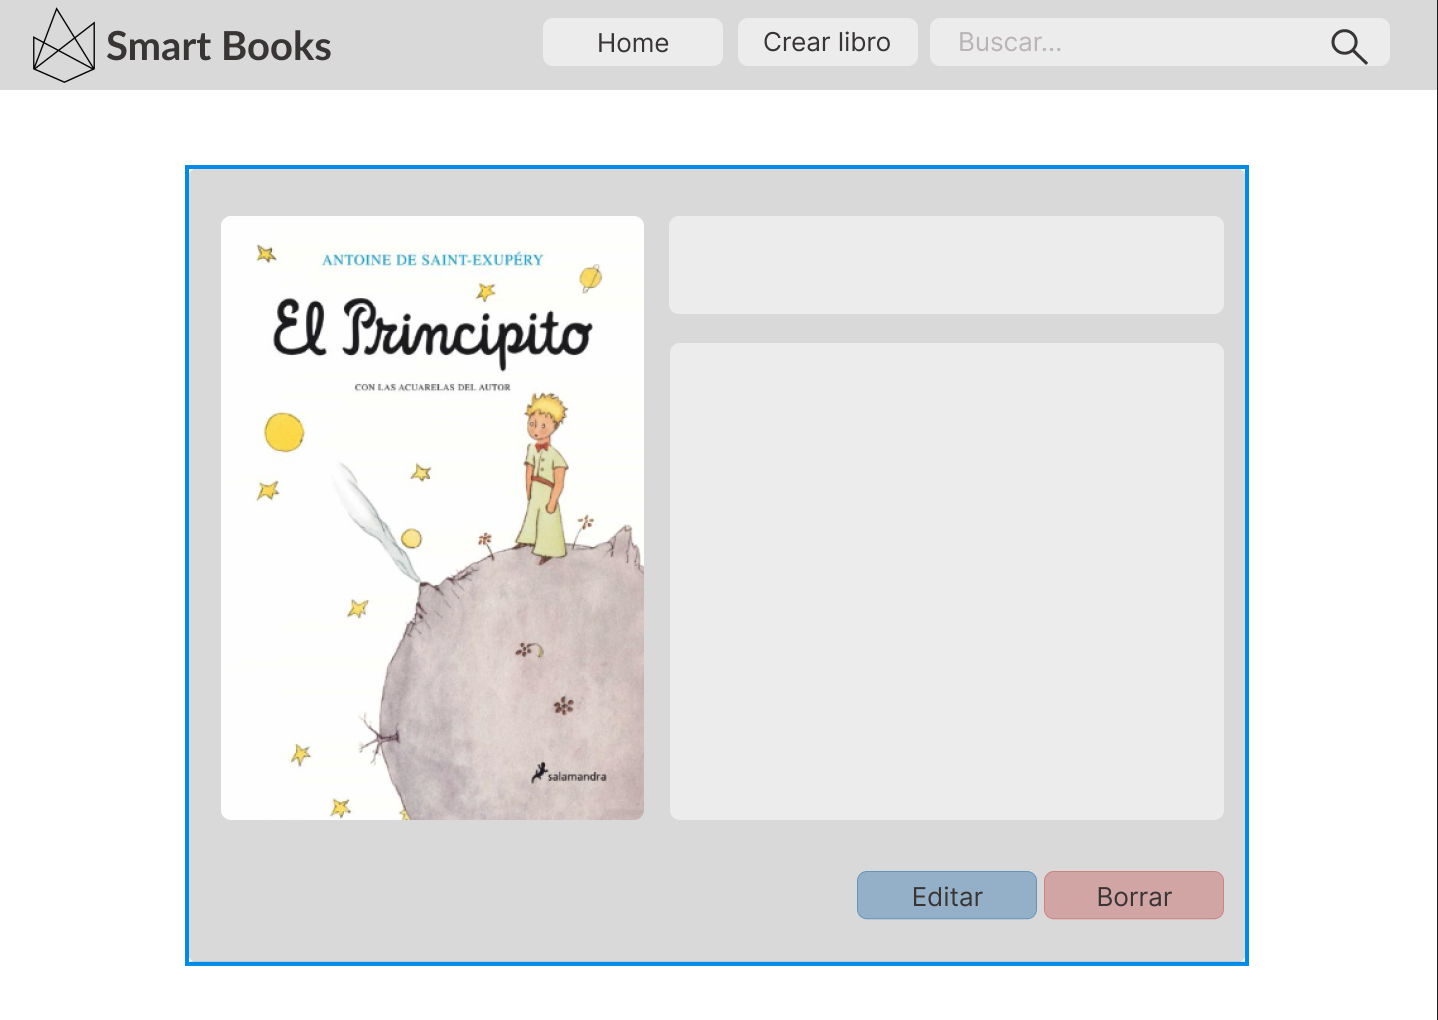 Smart Books
Home
Crear libro
Buscar...
ANTOINE DE SAINT-EXUPÉRY
El Principito
CON LAS ACUARELAS DEL AUTOR
salamandra
Editar
Borrar